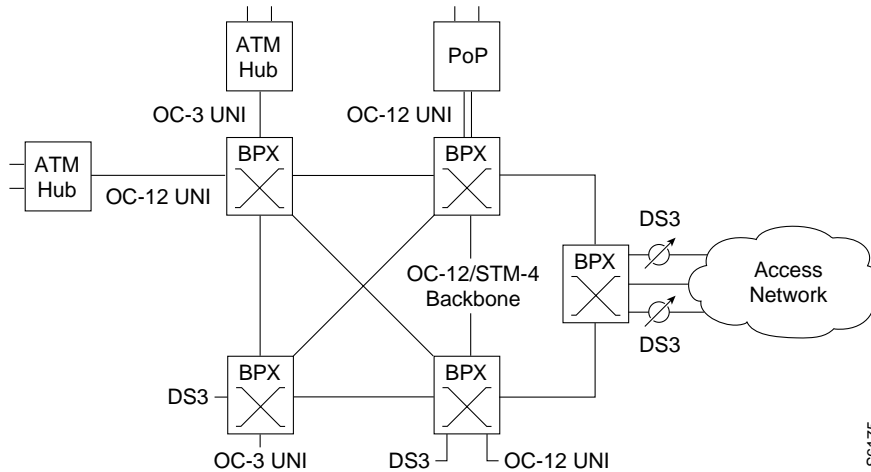 ATM
Hub
PoP
OC-3 UNI
OC-12 UNI
ATM
Hub
BPX
BPX
OC-12 UNI
DS3
BPX
OC-12/STM-4
Backbone
Access
Network
DS3
BPX
BPX
DS3
OC-3 UNI
DS3
OC-12 UNI